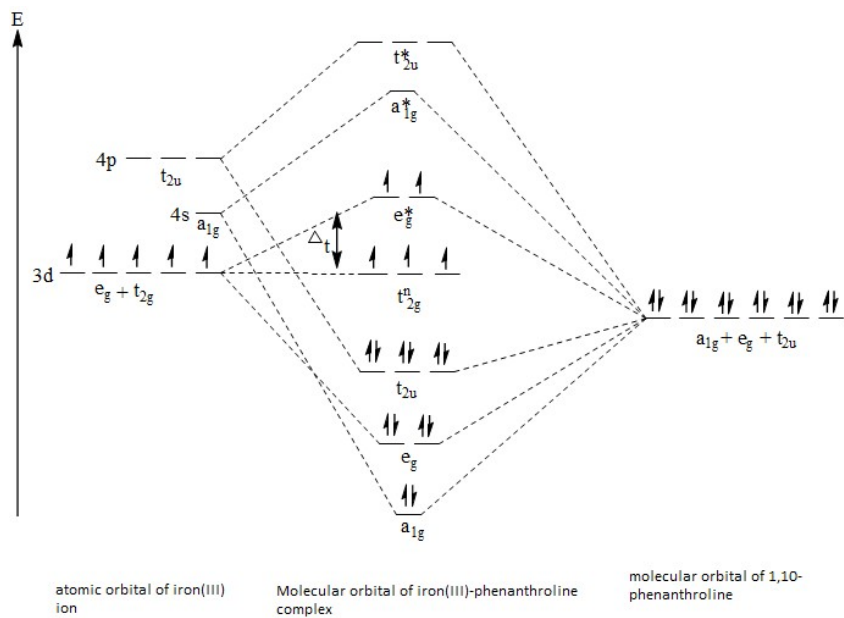 E
t*2u
a*1g
4p
t2u
4s
a1g
e*g
△t
3d
eg + t2g
tn2g
a1g + eg + t2u
t2u
eg
a1g
atomic orbital of iron(III)
ion
Molecular orbital of iron(III)-phenanthroline
complex
molecular orbital of 1,10-
phenanthroline